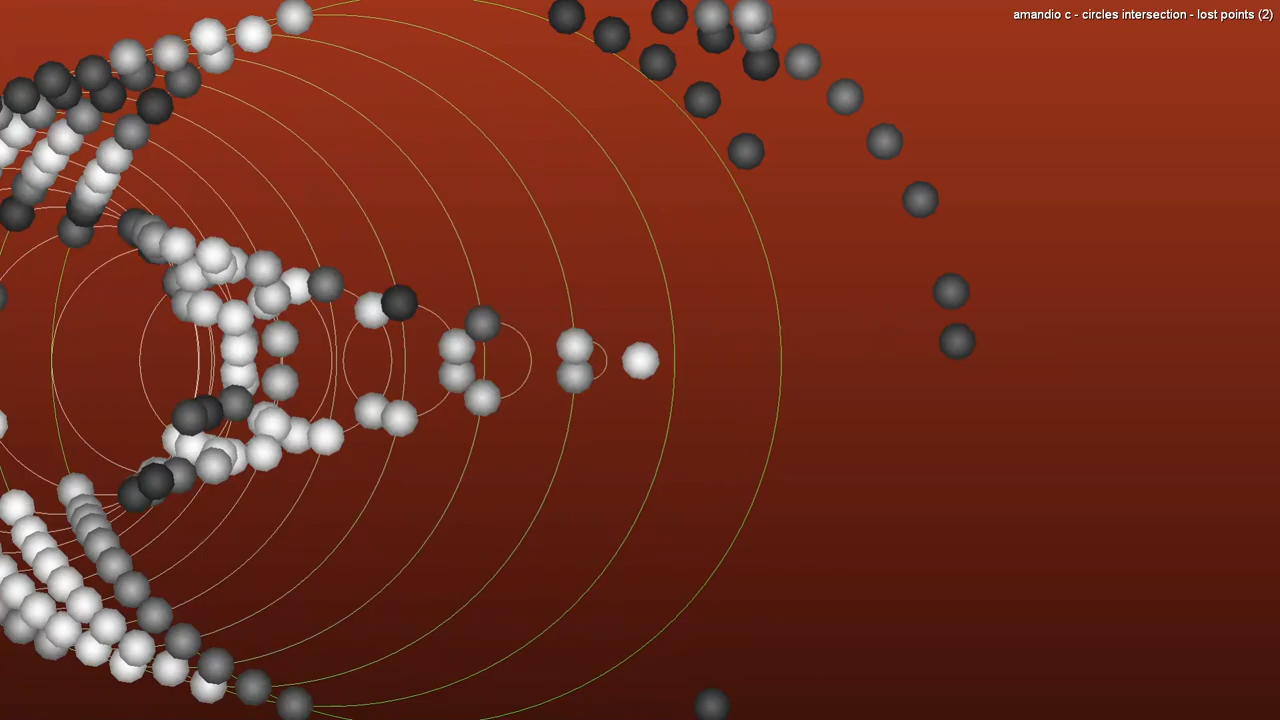 amandio c - circles intersection - lost points (2)